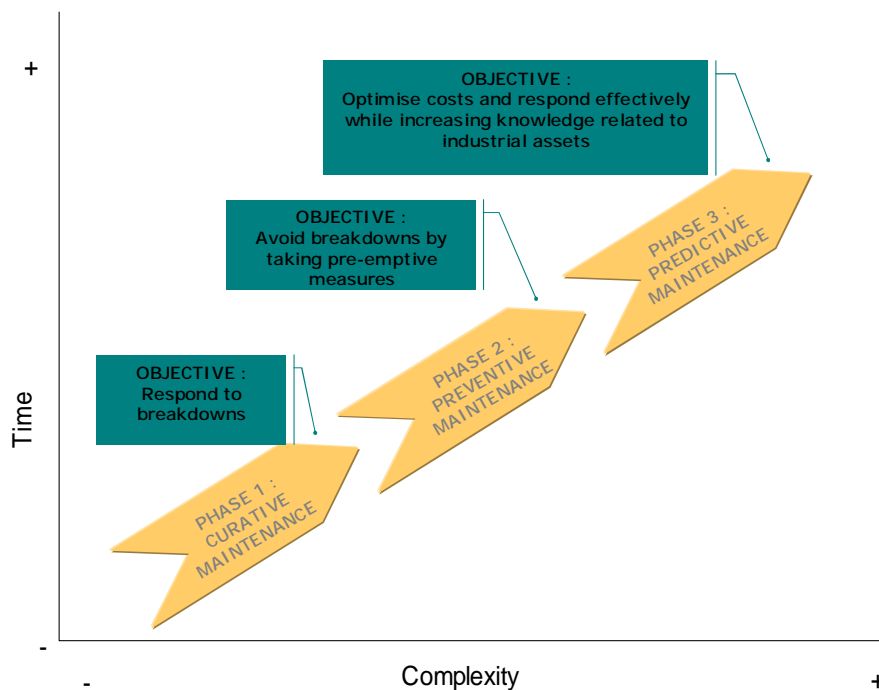 +
OBJECTIVE :
Optimise costs and respond effectively
while increasing knowledge related to
industrial assets
OBJECTIVE :
Avoid breakdowns by
taking pre-emptive
measures
PHASE 3 :
PREDICTIVE
MAINTENANCE
OBJECTIVE :
Respond to
breakdowns
PHASE 2 :
PREVENTIVE
MAINTENANCE
Time
PHASE 1 :
CURATIVE
MAINTENANCE
-
-
Complexity
+